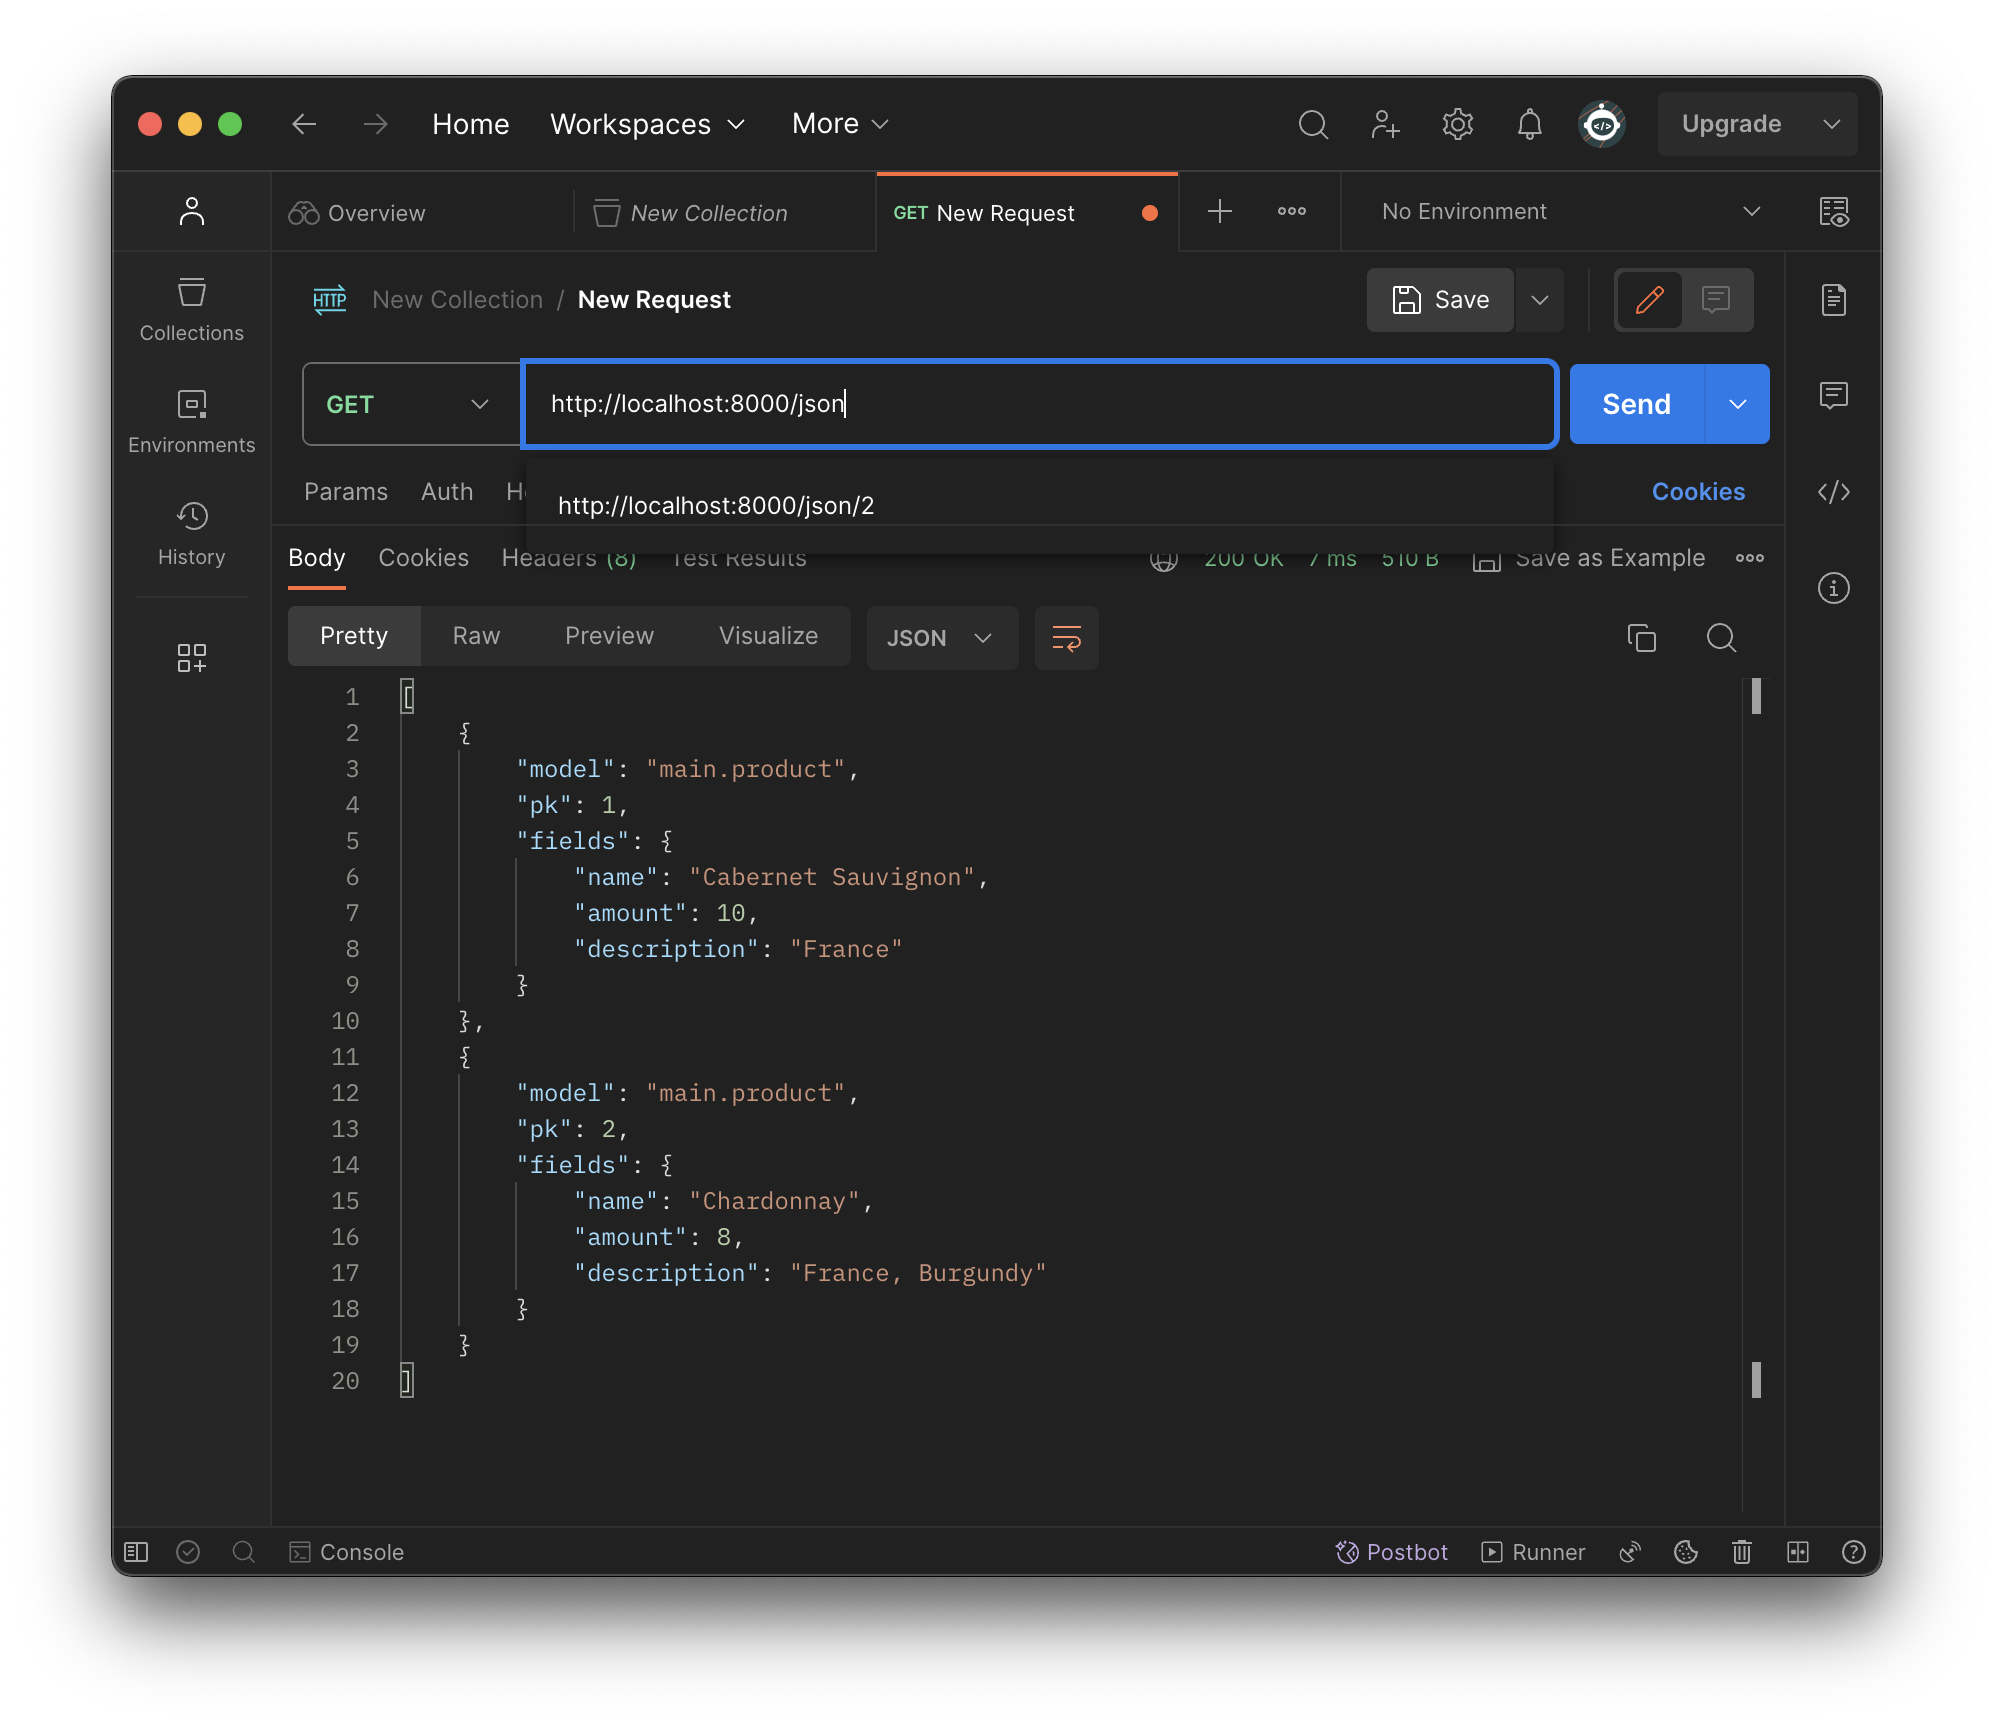 Home Workspaces More Upgrade
Overview New Collection GET New Request No Environment
HTTP New Collection / New Request Save
Collections
GET http://localhost:8000/json Send
Environments
Params Auth Cookies
http://localhost:8000/json/2
History
Body Cookies Headers (8) Test Results 200 OK 7 ms 510 B Save as Example
Pretty Raw Preview Visualize JSON
1 [
2 {
3 "model": "main.product",
4 "pk": 1,
5 "fields": {
6 "name": "Cabernet Sauvignon",
7 "amount": 10,
8 "description": "France"
9 }
10 },
11 {
12 "model": "main.product",
13 "pk": 2,
14 "fields": {
15 "name": "Chardonnay",
16 "amount": 8,
17 "description": "France, Burgundy"
18 }
19 }
20 ]
Console Postbot Runner